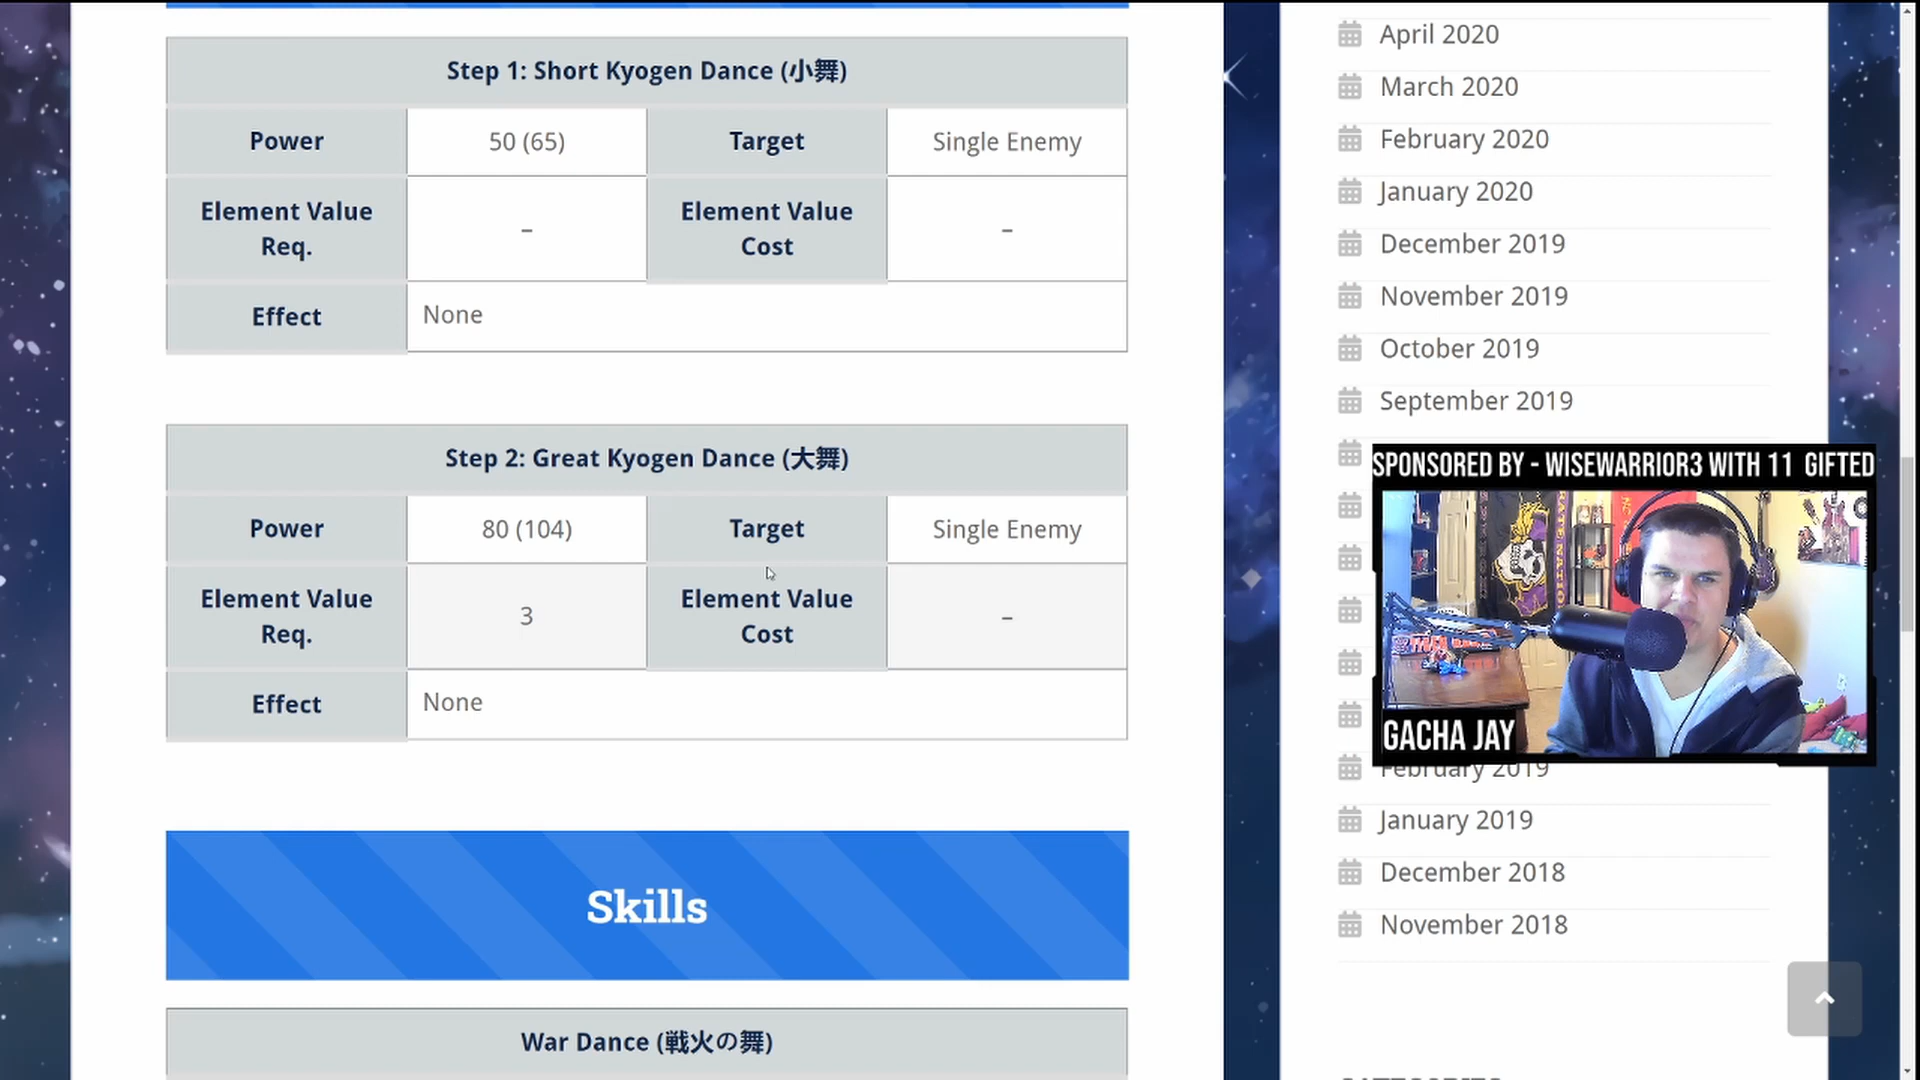 Step 1: Short Kyogen Dance (小舞)
Power
50 (65)
Target
Single Enemy
Element Value
Req.
–
Element Value
Cost
–
Effect
None
Step 2: Great Kyogen Dance (大舞)
Power
80 (104)
Target
Single Enemy
Element Value
Req.
3
Element Value
Cost
–
Effect
None
Skills
War Dance (戦火の舞)
April 2020
March 2020
February 2020
January 2020
December 2019
November 2019
October 2019
September 2019
SPONSORED BY - WISEWARRIOR3 WITH 11 GIFTED
GACHA JAY
February 2019
January 2019
December 2018
November 2018